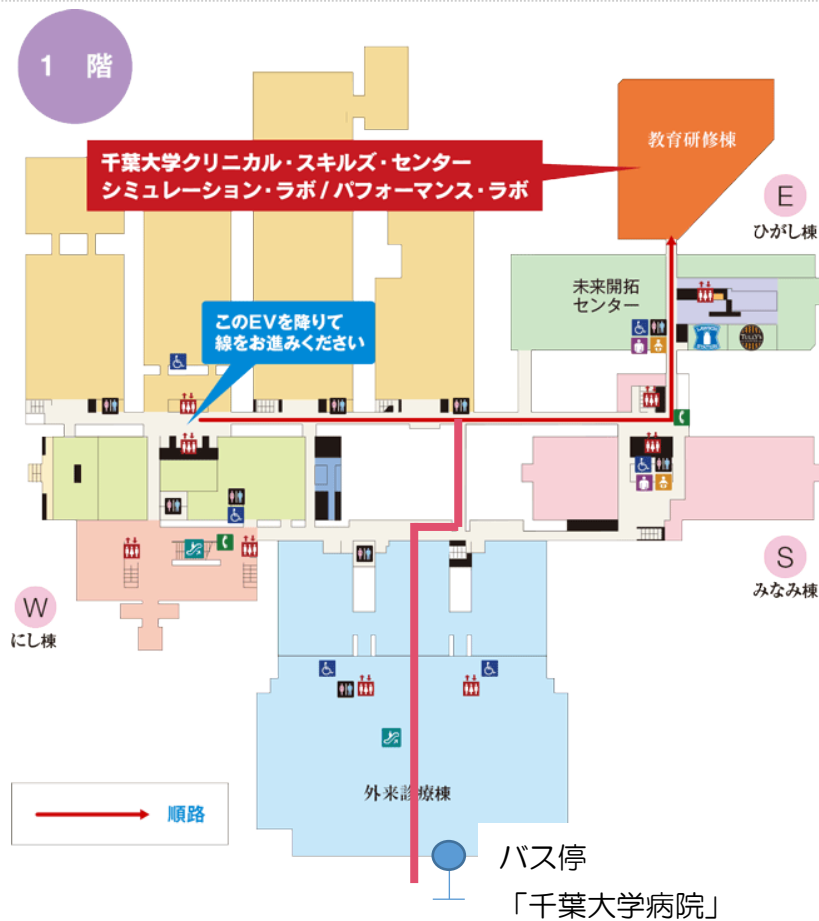 1 階
千葉大学クリニカル・スキルズ・センター
シミュレーション・ラボ / パフォーマンス・ラボ
教育研修棟
E
ひがし棟
未来開拓
センター
LAWSON
TULLY'S
このEVを降りて
線をお進みください
S
みなみ棟
W
にし棟
外来診療棟
順路
バス停
「千葉大学病院」